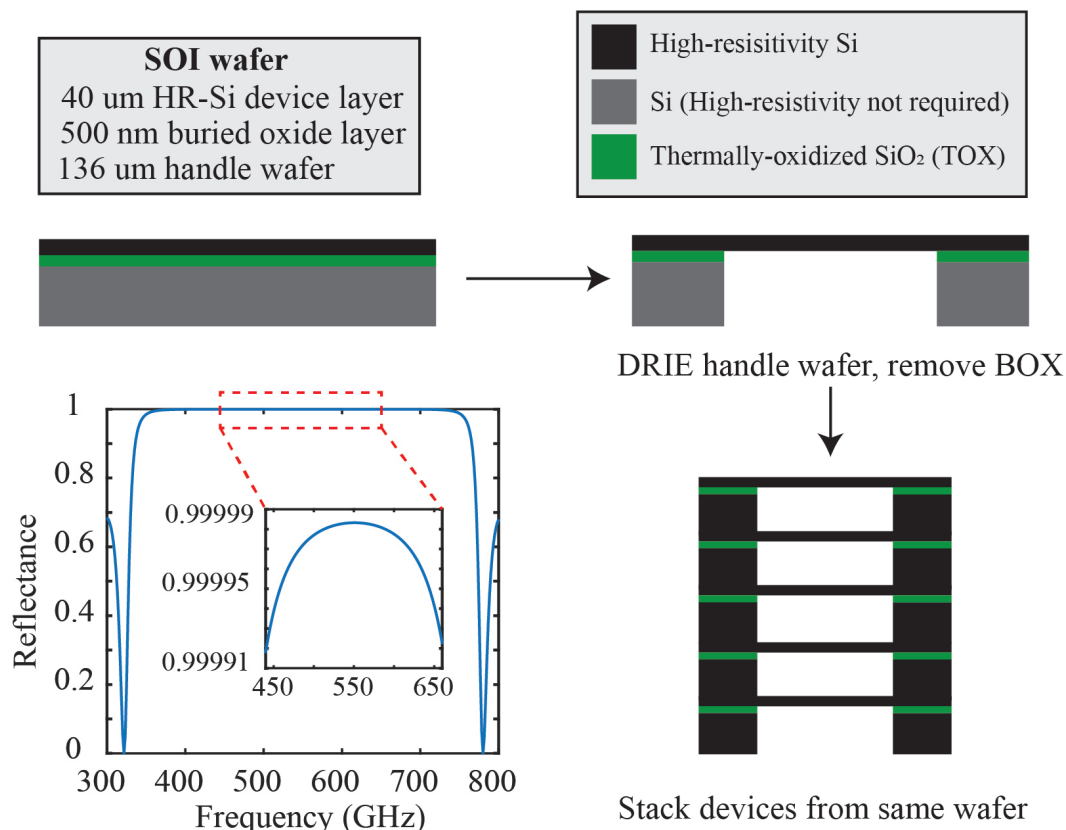 SOI wafer
40 um HR-Si device layer
500 nm buried oxide layer
136 um handle wafer
High-resisitivity Si
Si (High-resistivity not required)
Thermally-oxidized SiO₂ (TOX)
DRIE handle wafer, remove BOX
Reflectance
1
0.8
0.6
0.4
0.2
0
0.99999
0.99995
0.99991
450
550
650
300
400
500
600
700
800
Frequency (GHz)
Stack devices from same wafer